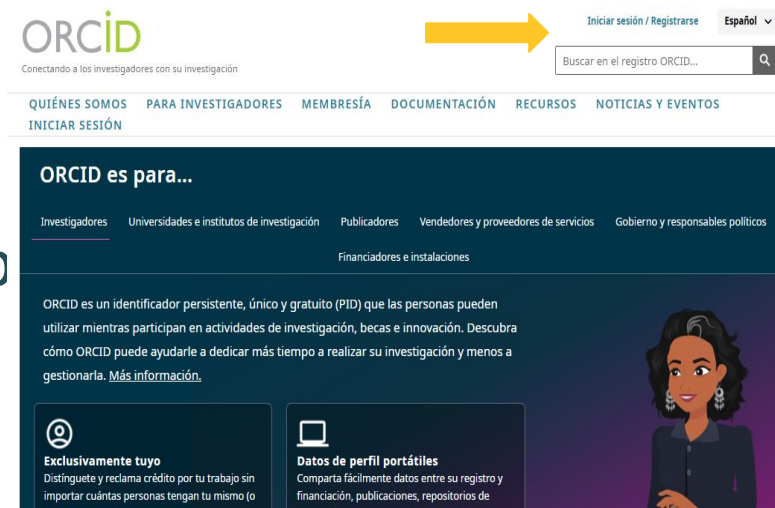 Iniciar sesión / Registrarse Español
ORCID
Buscar en el registro ORCID...
Conectando a los investigadores con su investigación
QUIÉNES SOMOS PARA INVESTIGADORES MEMBRESÍA DOCUMENTACIÓN RECURSOS NOTICIAS Y EVENTOS
INICIAR SESIÓN
ORCID es para...
Investigadores Universidades e institutos de investigación Publicadores Vendedores y proveedores de servicios Gobierno y responsables políticos
Financiadores e instalaciones
ORCID es un identificador persistente, único y gratuito (PID) que las personas pueden
utilizar mientras participan en actividades de investigación, becas e innovación. Descubra
cómo ORCID puede ayudarle a dedicar más tiempo a realizar su investigación y menos a
gestionarla. Más información.
Exclusivamente tuyo
Distínguete y reclama crédito por tu trabajo sin
importar cuántas personas tengan tu mismo (o
Datos de perfil portátiles
Comparta fácilmente datos entre su registro y
financiación, publicaciones, repositorios de